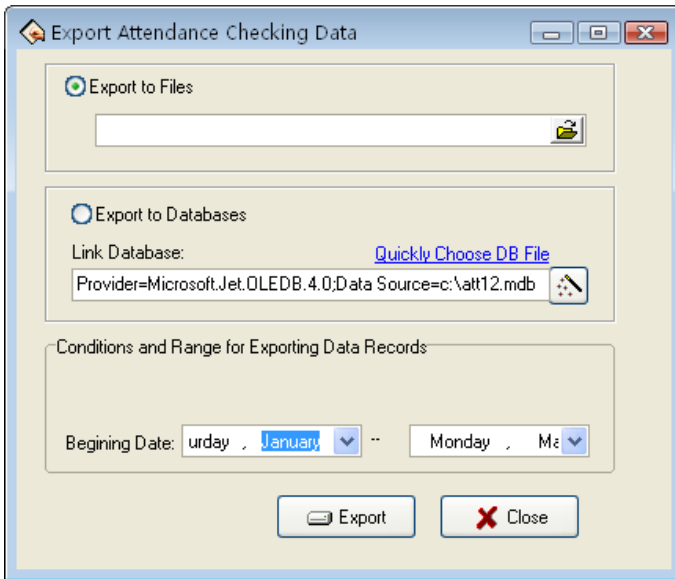 Export Attendance Checking Data
Export to Files
Export to Databases
Link Database:
Quickly Choose DB File
Provider=Microsoft.Jet.OLEDB.4.0;Data Source=c:\att12.mdb
Conditions and Range for Exporting Data Records
Begining Date: urday , January -- Monday , Ma
Export Close